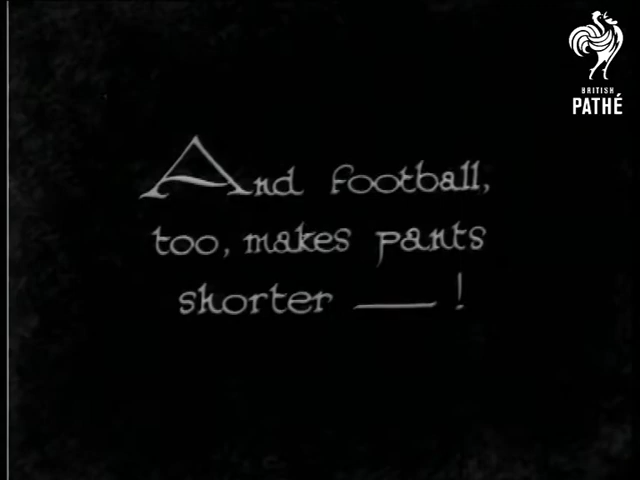 BRITISH
PATHÉ
And football,
too, makes pants
shorter — !